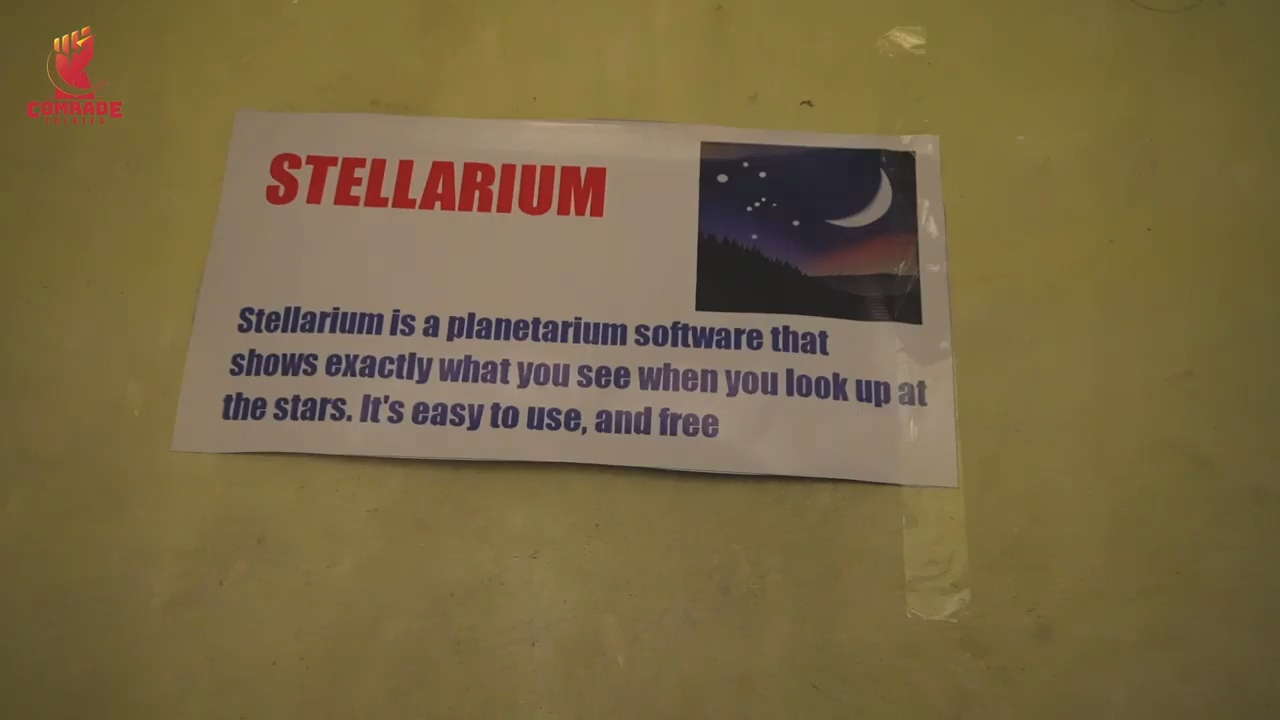 COMRADE
TALKIES
STELLARIUM
Stellarium is a planetarium software that
shows exactly what you see when you look up at
the stars. It's easy to use, and free